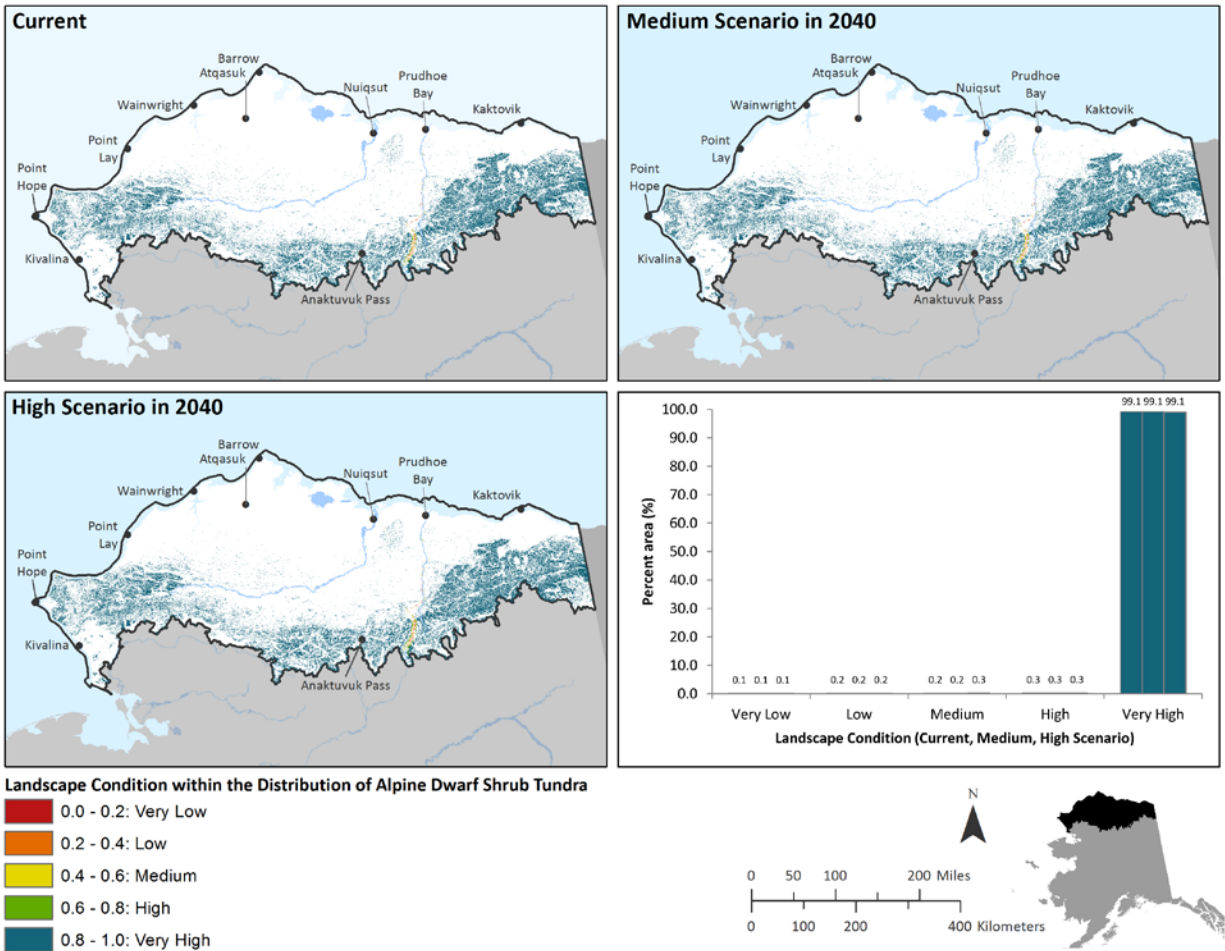 Current
Barrow
Atqasuk
Wainwright
Nuiqsut
Prudhoe
Bay
Kaktovik
Point
Lay
Point
Hope
Kivalina
Anaktuvuk Pass
Medium Scenario in 2040
Barrow
Atqasuk
Wainwright
Nuiqsut
Prudhoe
Bay
Kaktovik
Point
Lay
Point
Hope
Kivalina
Anaktuvuk Pass
High Scenario in 2040
Barrow
Atqasuk
Wainwright
Nuiqsut
Prudhoe
Bay
Kaktovik
Point
Lay
Point
Hope
Kivalina
Anaktuvuk Pass
Percent area (%)
100.0
90.0
80.0
70.0
60.0
50.0
40.0
30.0
20.0
10.0
0.0
99.1 99.1 99.1
0.1 0.1 0.1 0.2 0.2 0.2 0.2 0.2 0.3 0.3 0.3 0.3
Very Low Low Medium High Very High
Landscape Condition (Current, Medium, High Scenario)
Landscape Condition within the Distribution of Alpine Dwarf Shrub Tundra
0.0 - 0.2: Very Low
0.2 - 0.4: Low
0.4 - 0.6: Medium
0.6 - 0.8: High
0.8 - 1.0: Very High
N
0 50 100 200 Miles
0 100 200 400 Kilometers